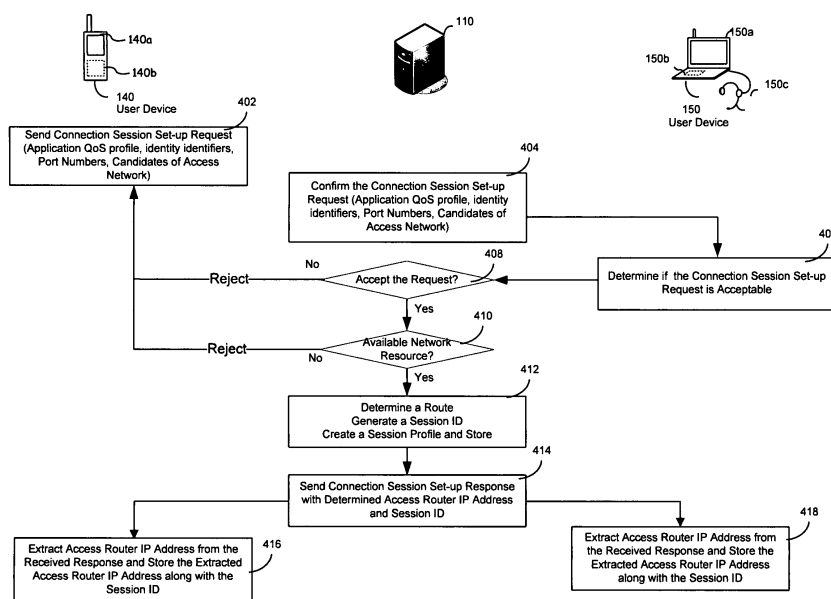 140a
140b
140
User Device
110
150a
150b
150c
150
User Device
402
Send Connection Session Set-up Request
(Application QoS profile, identity identifiers,
Port Numbers, Candidates of Access
Network)
404
Confirm the Connection Session Set-up
Request (Application QoS profile, identity
identifiers, Port Numbers, Candidates of
Access Network)
Determine if the Connection Session Set-up
Request is Acceptable
408
Accept the Request?
No
Reject
Yes
410
Available Network
Resource?
No
Reject
Yes
412
Determine a Route
Generate a Session ID
Create a Session Profile and Store
414
Send Connection Session Set-up Response
with Determined Access Router IP Address
and Session ID
416
Extract Access Router IP Address from the
Received Response and Store the Extracted
Access Router IP Address along with the
Session ID
418
Extract Access Router IP Address from
the Received Response and Store the
Extracted Access Router IP Address
along with the Session ID